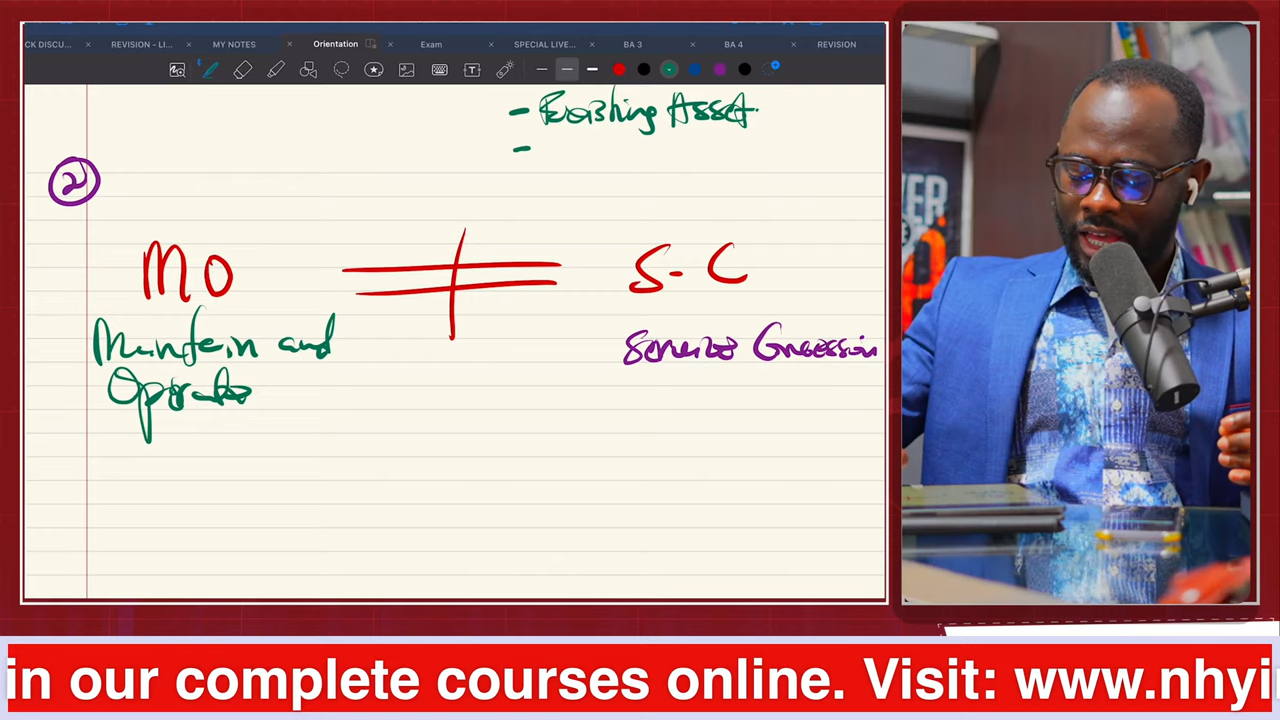 CK DISCU... × REVISION - LI... × MY NOTES × Orientation × Exam × SPECIAL LIVE... × BA 3 × BA 4 × REVISION
- Existing Asset.
-
2
MO S-C
Maintain and
Operate
Service Concession
in our complete courses online. Visit: www.nhyi